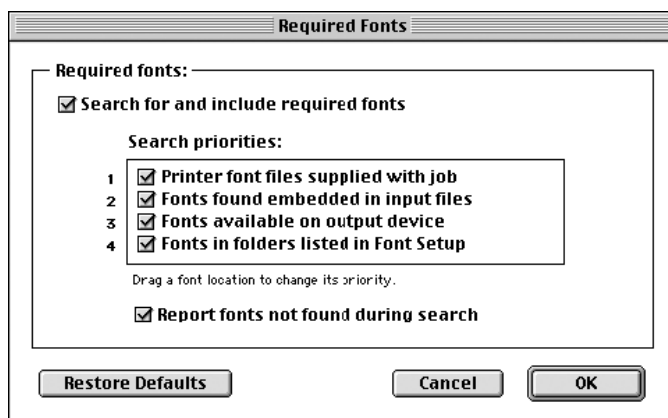 Required Fonts
Required fonts:
Search for and include required fonts
Search priorities:
1 Printer font files supplied with job
2 Fonts found embedded in input files
3 Fonts available on output device
4 Fonts in folders listed in Font Setup
Drag a font location to change its priority.
Report fonts not found during search
Restore Defaults Cancel OK